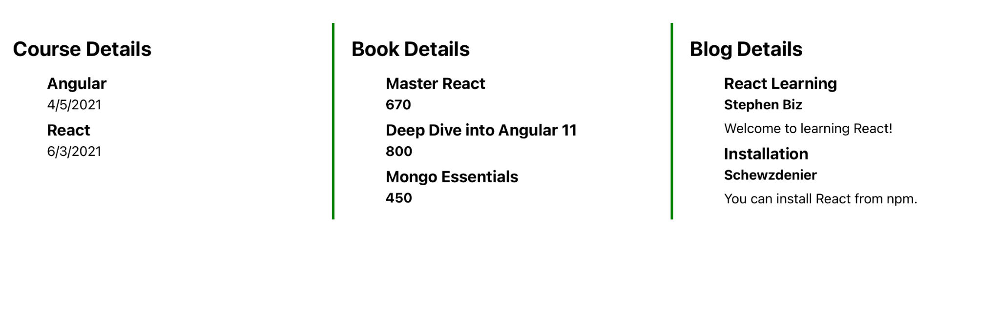 Course Details
Angular
4/5/2021
React
6/3/2021
Book Details
Master React
670
Deep Dive into Angular 11
800
Mongo Essentials
450
Blog Details
React Learning
Stephen Biz
Welcome to learning React!
Installation
Schewzdenier
You can install React from npm.